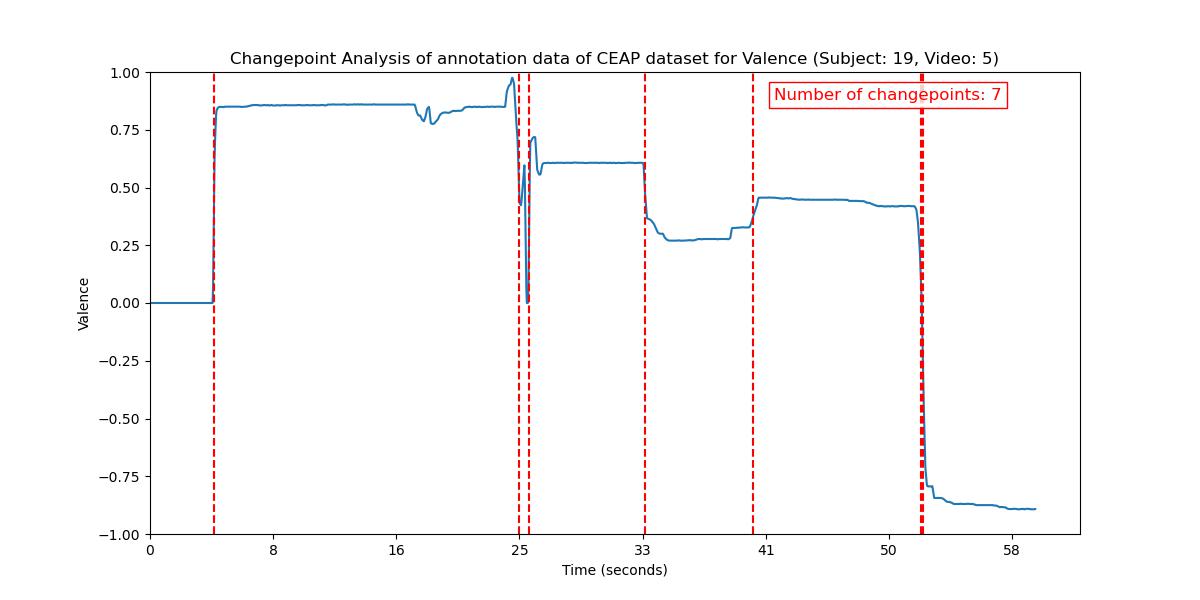 Changepoint Analysis of annotation data of CEAP dataset for Valence (Subject: 19, Video: 5)
Number of changepoints: 7
1.00
0.75
0.50
0.25
0.00
−0.25
−0.50
−0.75
−1.00
Valence
0 8 16 25 33 41 50 58
Time (seconds)